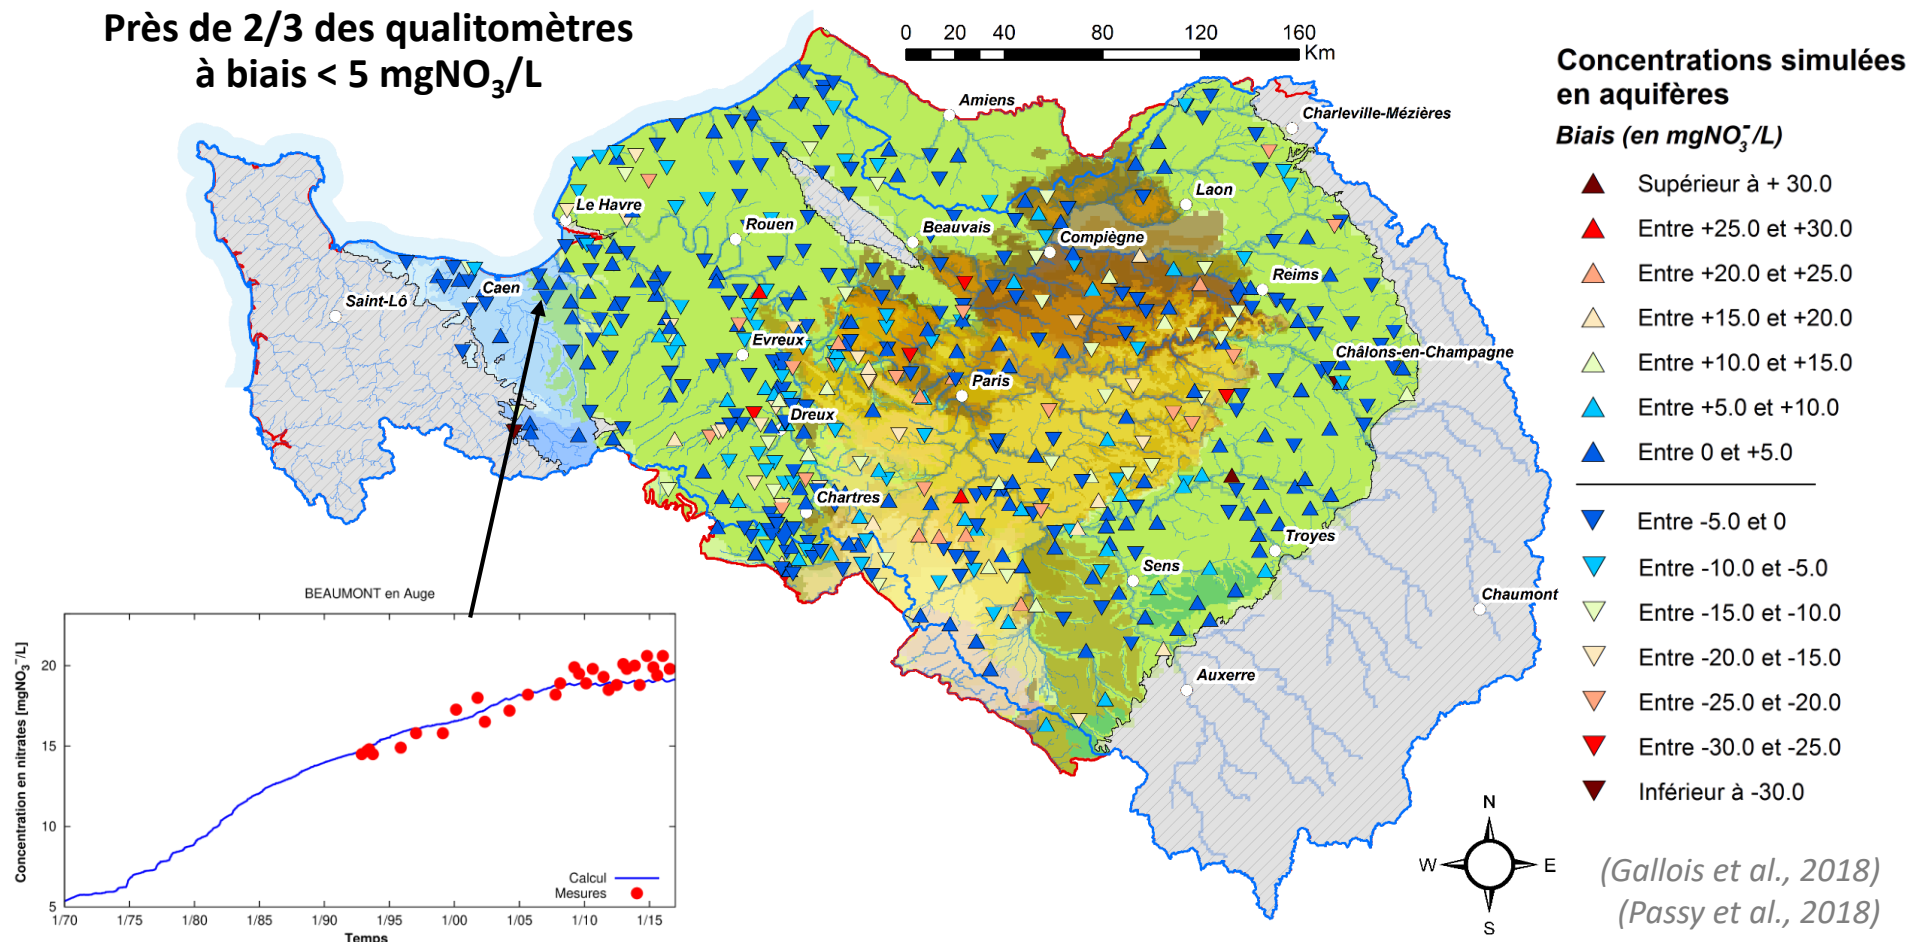 Près de 2/3 des qualitomètres
à biais < 5 mgNO₃/L
0 20 40 80 120 160
Km
Concentrations simulées
en aquifères
Biais (en mgNO₃⁻/L)
Supérieur à + 30.0
Entre +25.0 et +30.0
Entre +20.0 et +25.0
Entre +15.0 et +20.0
Entre +10.0 et +15.0
Entre +5.0 et +10.0
Entre 0 et +5.0
Entre -5.0 et 0
Entre -10.0 et -5.0
Entre -15.0 et -10.0
Entre -20.0 et -15.0
Entre -25.0 et -20.0
Entre -30.0 et -25.0
Inférieur à -30.0
Amiens
Charleville-Mézières
Laon
Le Havre
Rouen
Beauvais
Compiègne
Reims
Caen
Saint-Lô
Evreux
Châlons-en-Champagne
Paris
Dreux
Chartres
Troyes
Sens
Chaumont
Auxerre
BEAUMONT en Auge
Concentration en nitrates [mgNO₃⁻/L]
20
15
10
5
Calcul
Mesures
1/70 1/75 1/80 1/85 1/90 1/95 1/00 1/05 1/10 1/15
Temps
N
W E
S
(Gallois et al., 2018)
(Passy et al., 2018)